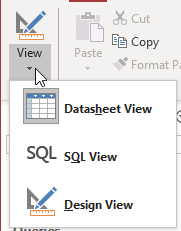 View
Paste
Cut
Copy
Format Pa
Datasheet View
SQL
SQL View
Design View
Queries